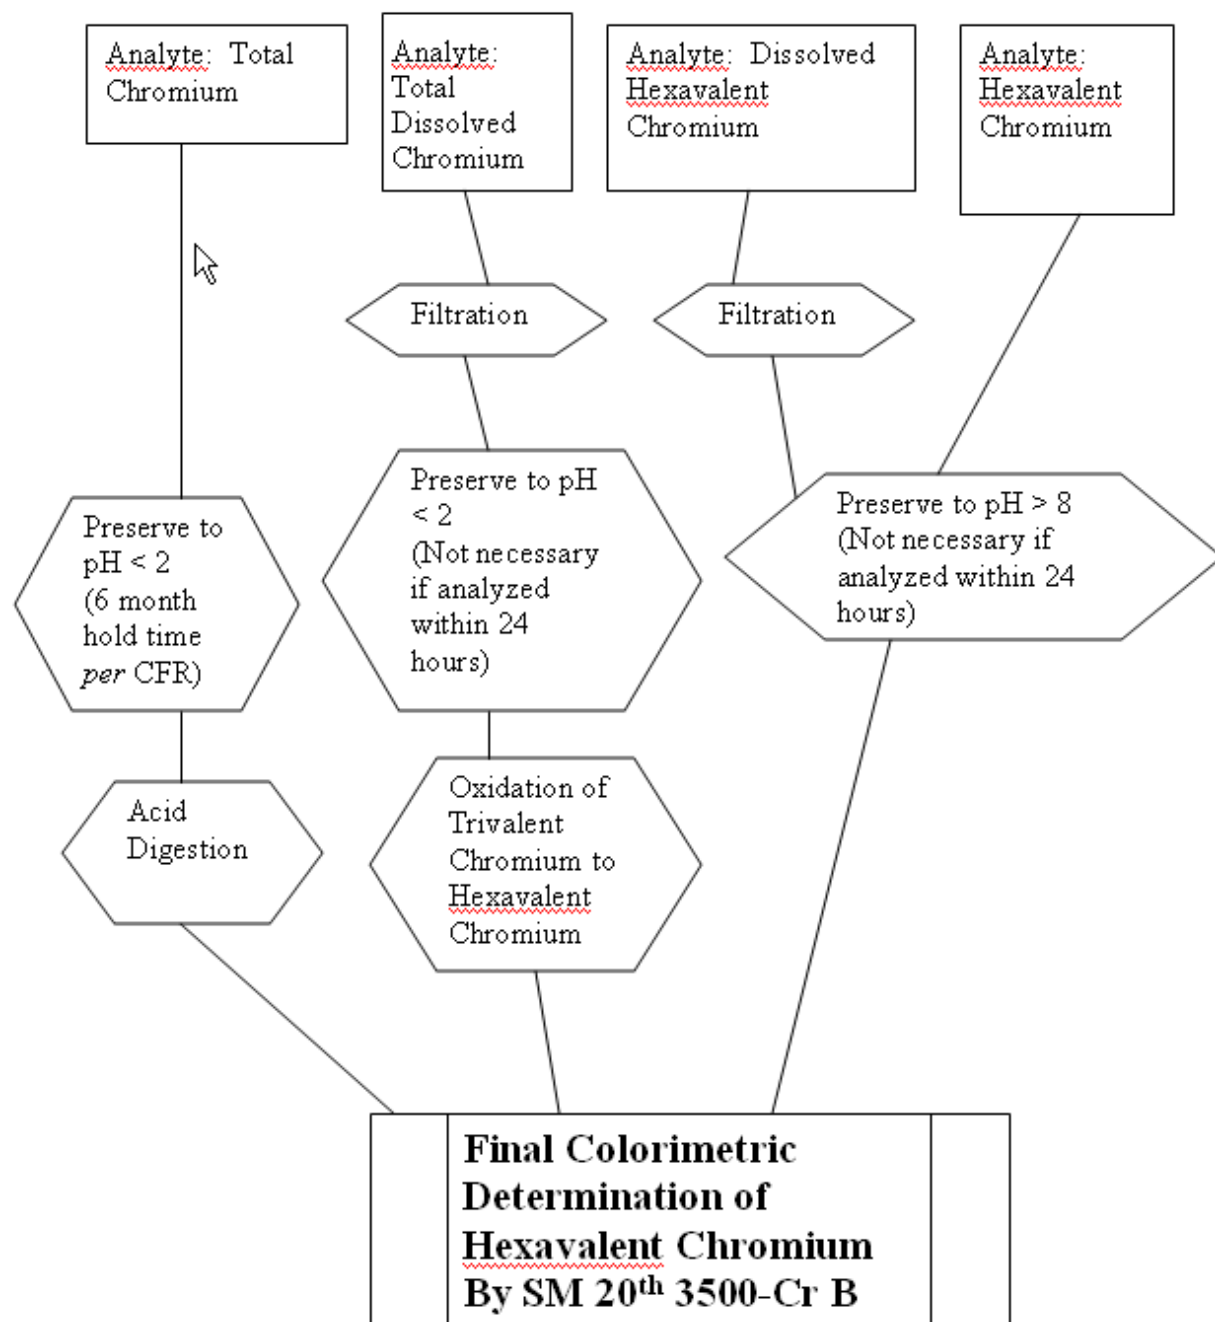 Analyte: Total
Chromium
Analyte:
Total
Dissolved
Chromium
Analyte: Dissolved
Hexavalent
Chromium
Analyte:
Hexavalent
Chromium
Filtration
Filtration
Preserve to pH
< 2
(Not necessary
if analyzed
within 24
hours)
Preserve to pH > 8
(Not necessary if
analyzed within 24
hours)
Preserve to
pH < 2
(6 month
hold time
per CFR)
Oxidation of
Trivalent
Chromium to
Hexavalent
Chromium
Acid
Digestion
Final Colorimetric
Determination of
Hexavalent Chromium
By SM 20th 3500-Cr B